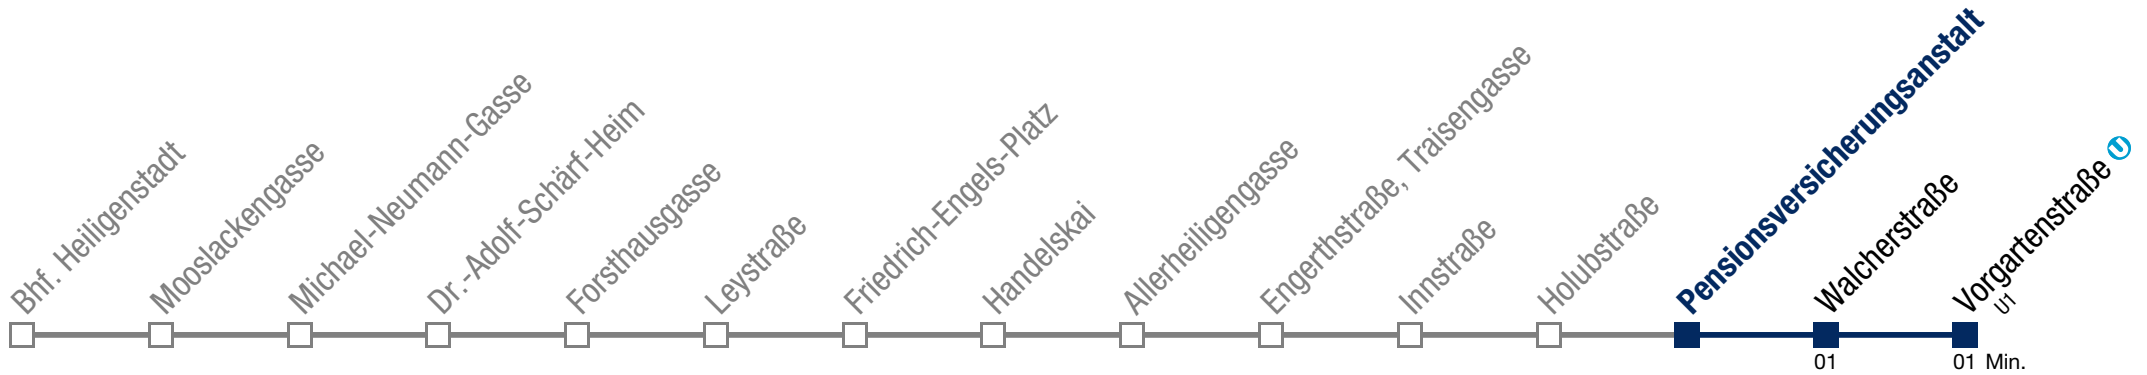 Bhf. Heiligenstadt
Mooslackengasse
Michael-Neumann-Gasse
Dr.-Adolf-Schärf-Heim
Forsthausgasse
Leystraße
Friedrich-Engels-Platz
Handelskai
Allerheiligengasse
Engerthstraße, Traisengasse
Innstraße
Holubstraße
Pensionsversicherungsanstalt
Walcherstraße
Vorgartenstraße U
U1
01
01 Min.